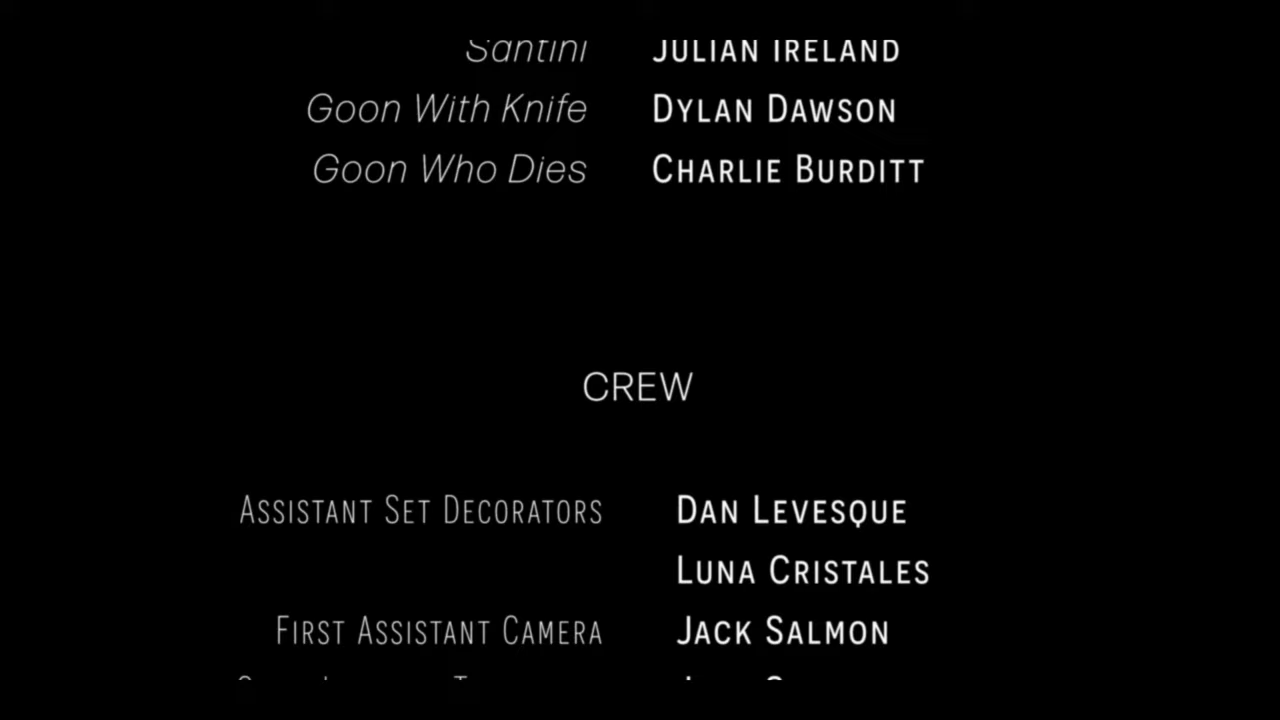 Santini JULIAN IRELAND
Goon With Knife DYLAN DAWSON
Goon Who Dies CHARLIE BURDITT
CREW
ASSISTANT SET DECORATORS DAN LEVESQUE
LUNA CRISTALES
FIRST ASSISTANT CAMERA JACK SALMON